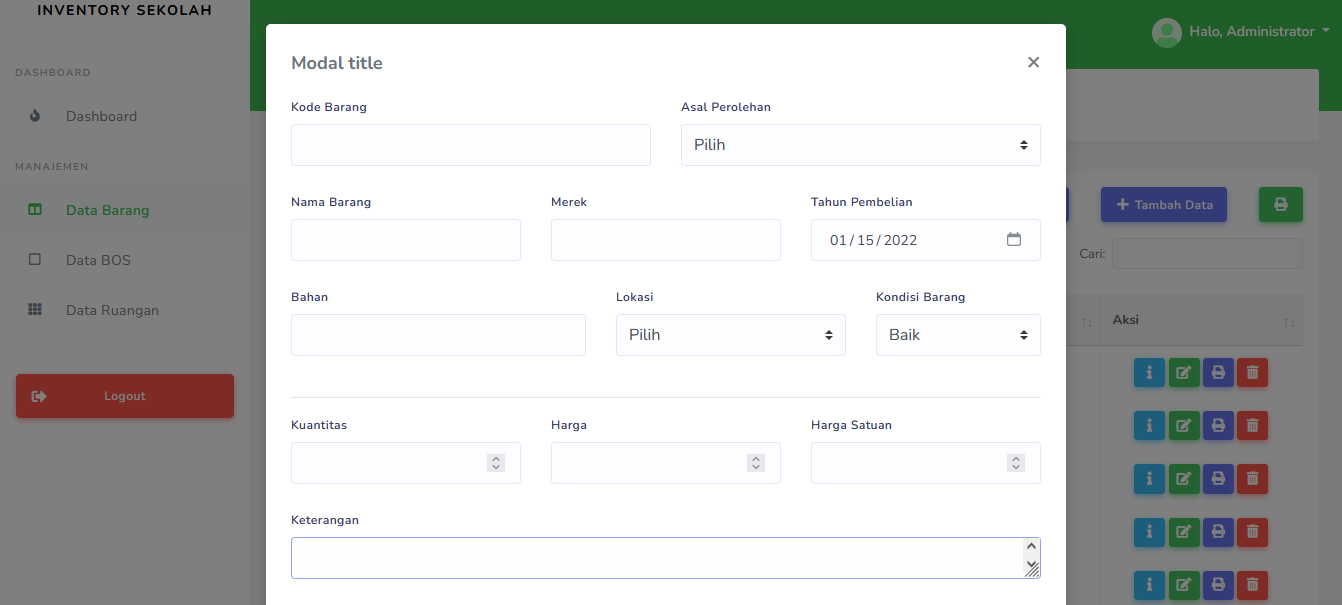 INVENTORY SEKOLAH
Halo, Administrator
DASHBOARD
Dashboard
MANAJEMEN
Data Barang
Data BOS
Data Ruangan
Logout
Modal title
Kode Barang
Asal Perolehan
Pilih
Nama Barang
Merek
Tahun Pembelian
01/15/2022
Bahan
Lokasi
Kondisi Barang
Pilih
Baik
Kuantitas
Harga
Harga Satuan
Keterangan
Tambah Data
Cari:
Aksi